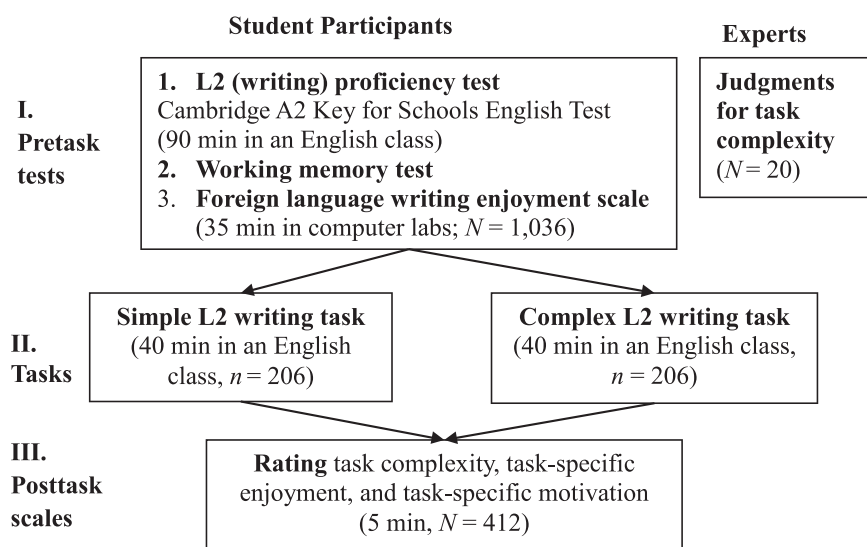 Student Participants
Experts
I.
Pretask
tests
1. L2 (writing) proficiency test
Cambridge A2 Key for Schools English Test
(90 min in an English class)
2. Working memory test
3. Foreign language writing enjoyment scale
(35 min in computer labs; N = 1,036)
Judgments
for task
complexity
(N = 20)
II.
Tasks
Simple L2 writing task
(40 min in an English
class, n = 206)
Complex L2 writing task
(40 min in an English class,
n = 206)
III.
Posttask
scales
Rating task complexity, task-specific
enjoyment, and task-specific motivation
(5 min, N = 412)